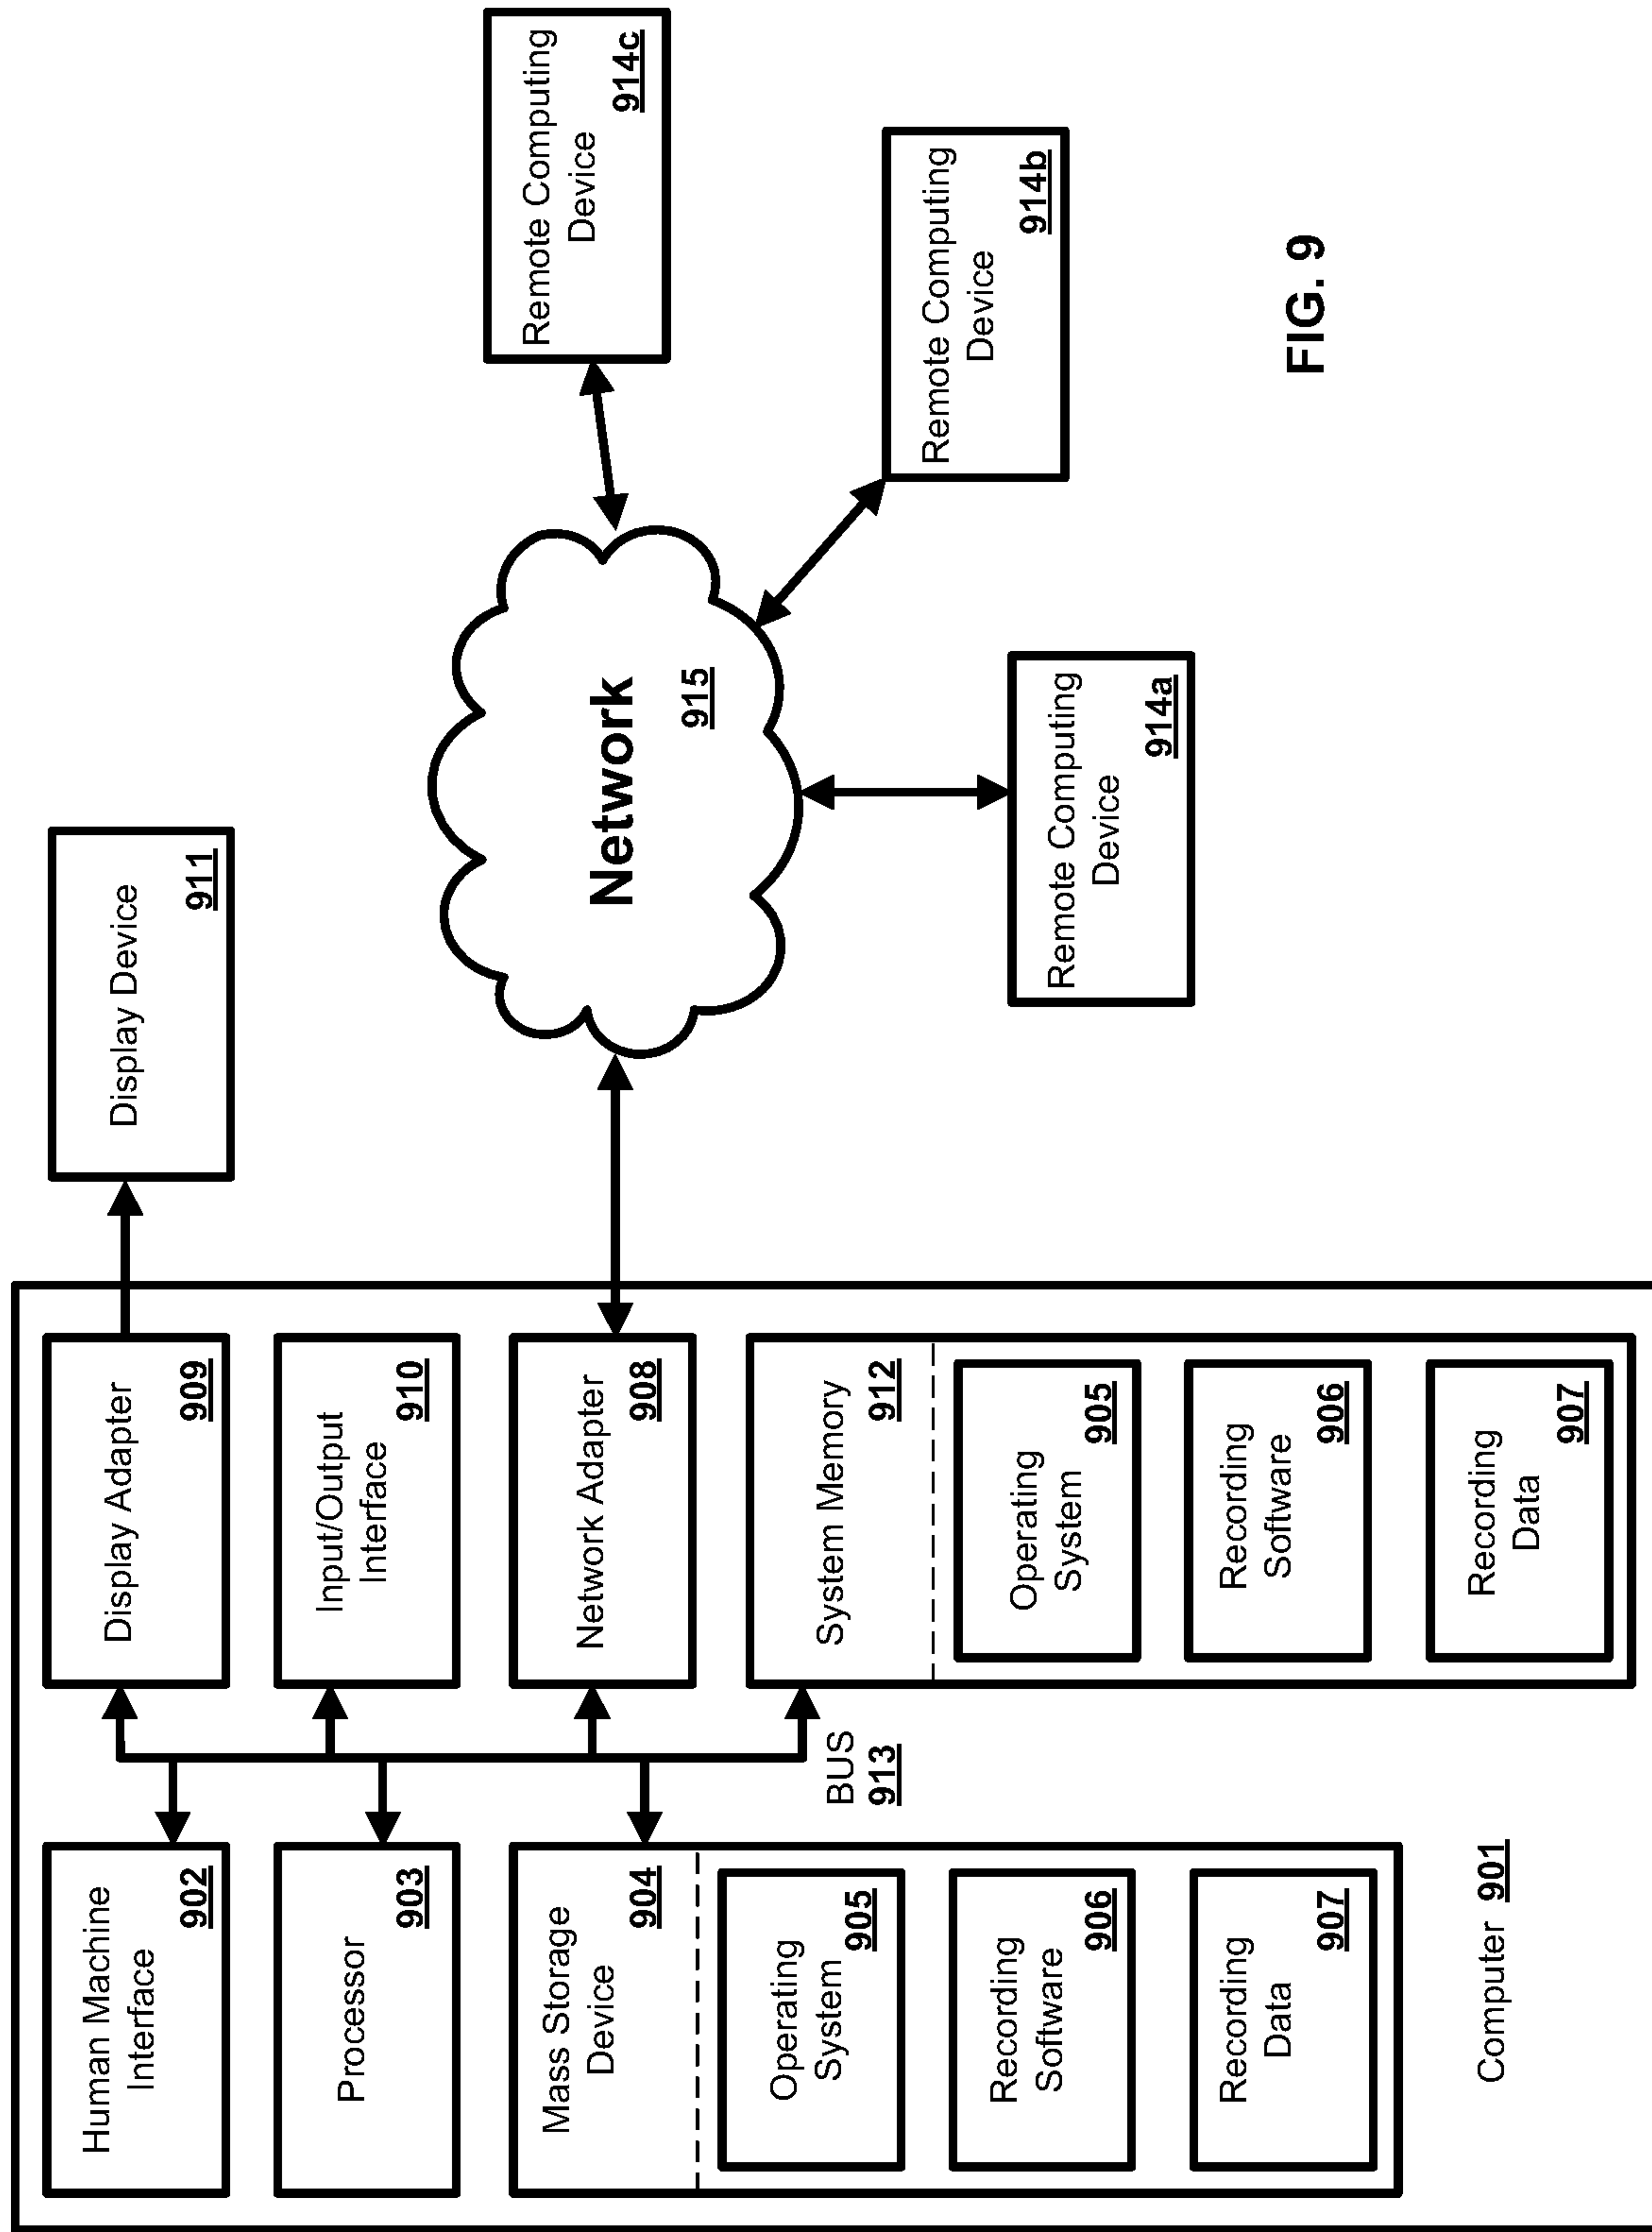 Human Machine
Interface
902
Processor
903
Mass Storage
Device
904
Operating
System
905
Recording
Software
906
Recording
Data
907
Computer 901
BUS
913
Display Adapter
909
Input/Output
Interface
910
Network Adapter
908
System Memory
912
Operating
System
905
Recording
Software
906
Recording
Data
907
Display Device
911
Network
915
Remote Computing
Device
914a
Remote Computing
Device
914b
Remote Computing
Device
914c
FIG. 9